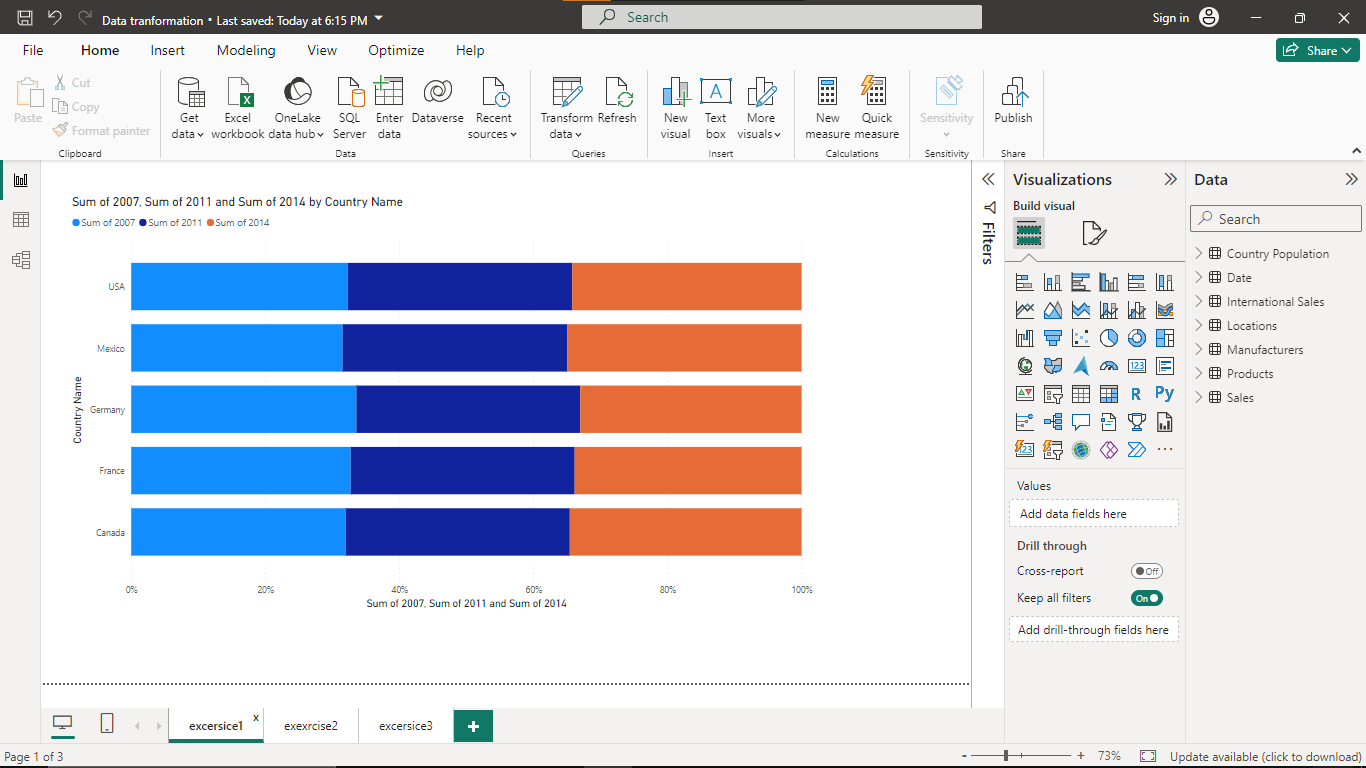 Data tranformation • Last saved: Today at 6:15 PM
Search
Sign in
File Home Insert Modeling View Optimize Help
Share
Paste
Cut
Copy
Format painter
Clipboard
Get data
Excel workbook
OneLake data hub
SQL Server
Enter data
Dataverse
Recent sources
Data
Transform data
Refresh
Queries
New visual
Text box
More visuals
Insert
New measure
Quick measure
Calculations
Sensitivity
Sensitivity
Publish
Share
Sum of 2007, Sum of 2011 and Sum of 2014 by Country Name
Sum of 2007 Sum of 2011 Sum of 2014
Country Name
USA
Mexico
Germany
France
Canada
0% 20% 40% 60% 80% 100%
Sum of 2007, Sum of 2011 and Sum of 2014
Filters
Visualizations
Build visual
123
R
Py
123
Values
Add data fields here
Drill through
Cross-report
Off
Keep all filters
On
Add drill-through fields here
Data
Search
Country Population
Date
International Sales
Locations
Manufacturers
Products
Sales
excersice1 x
exexrcise2
excersice3
+
Page 1 of 3
- + 73%
Update available (click to download)